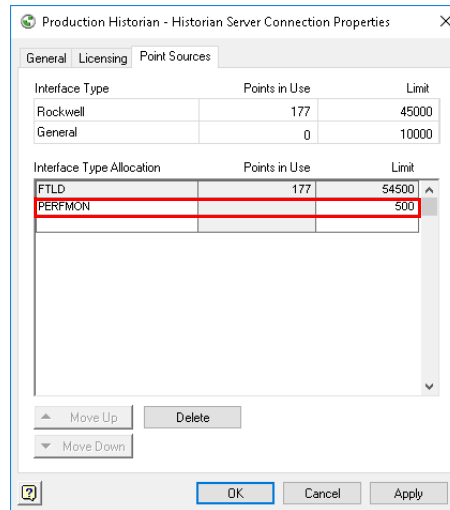 Production Historian - Historian Server Connection Properties
General Licensing Point Sources
Interface Type Points in Use Limit
Rockwell 177 45000
General 0 10000
Interface Type Allocation Points in Use Limit
FTLD 177 54500
PERFMON 500
Move Up Delete
Move Down
OK Cancel Apply